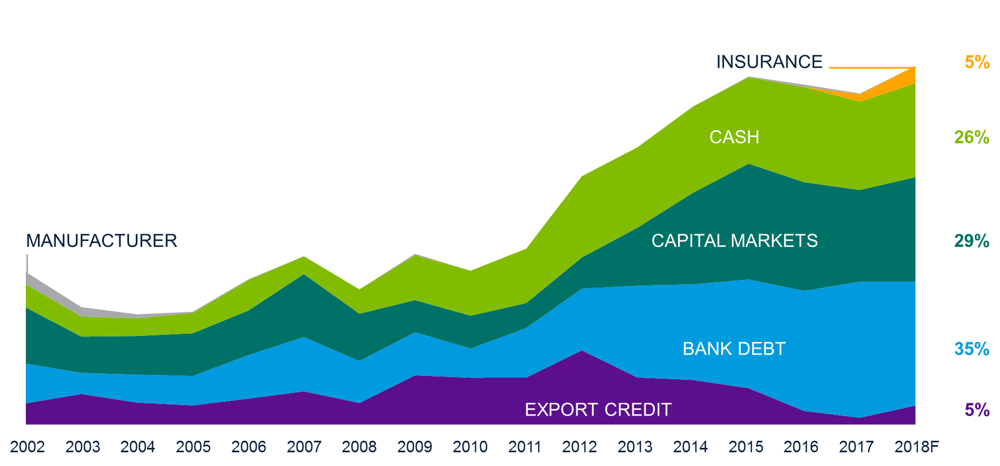 INSURANCE
5%
CASH
26%
MANUFACTURER
CAPITAL MARKETS
29%
BANK DEBT
35%
EXPORT CREDIT
5%
2002 2003 2004 2005 2006 2007 2008 2009 2010 2011 2012 2013 2014 2015 2016 2017 2018F